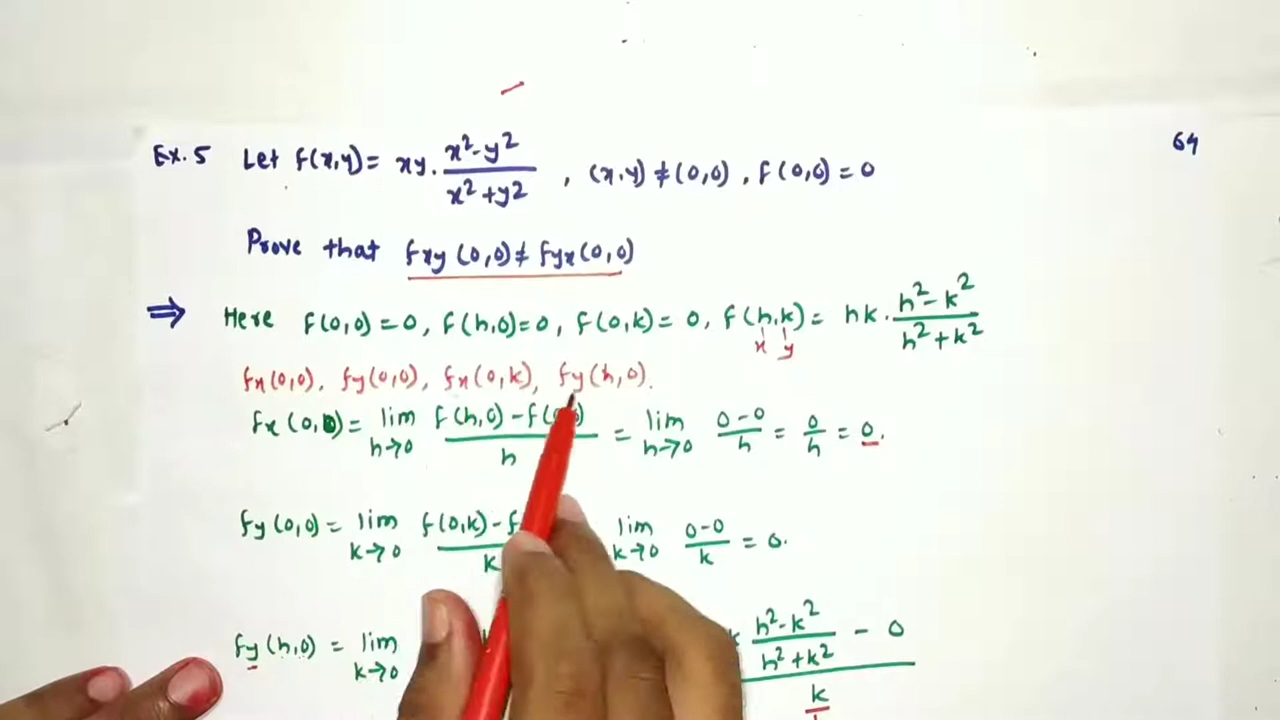 64
Ex. 5 Let f(x,y) = xy. x²-y² / x²+y² , (x,y) ≠ (0,0) , f(0,0) = 0
Prove that fxy (0,0) ≠ fyx (0,0)
⇒ Here f(0,0) = 0, f(h,0) = 0, f(0,k) = 0, f(h,k) = hk. h²-k² / h²+k²
x y
fx(0,0), fy(0,0), fx(0,k), fy(h,0).
fx (0,0) = lim h→0 f(h,0) - f( / h = lim h→0 0-0 / h = 0 / h = 0.
fy (0,0) = lim k→0 f(0,k) - f / k lim k→0 0-0 / k = 0.
fy (h,0) = lim k→0 h²-k² / h²+k² - 0 / k